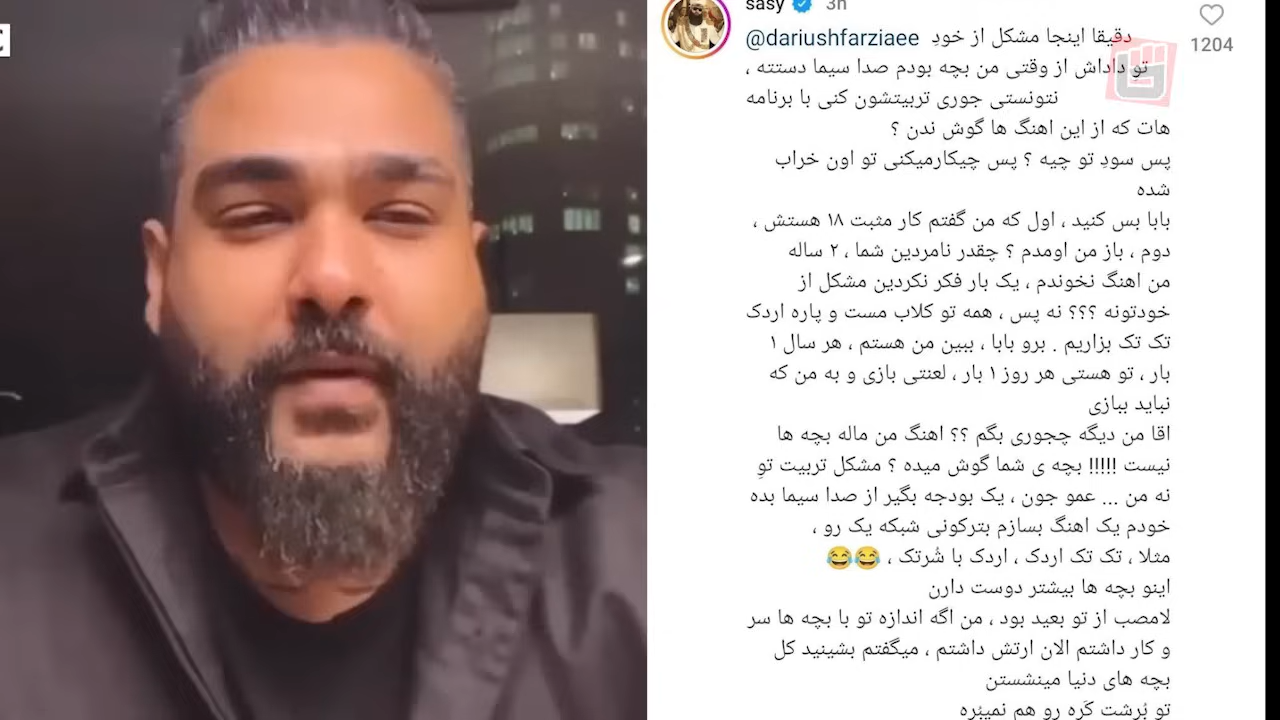 sasy 3h
@dariushfarziaee دقیقا اینجا مشکل از خودِ
توِ داداش از وقتی من بچه بودم صدا سیما دستته ،
نتونستی جوری تربیتشون کنی با برنامه
هات که از این اهنگ ها گوش ندن ؟
پس سودِ تو چیه ؟ پس چیکارمیکنی تو اون خراب
شده
بابا بس کنید ، اول که من گفتم کار مثبت ۱۸ هستش ،
دوم ، باز من اومدم ؟ چقدر نامردین شما ، ۲ ساله
من اهنگ نخوندم ، یک بار فکر نکردین مشکل از
خودتونه ؟؟؟ نه پس ، همه تو کلاب مست و پاره اردک
تک تک بزاریم . برو بابا ، ببین من هستم ، هر سال ۱
بار ، تو هستی هر روز ۱ بار ، لعنتی بازی و به من که
نباید ببازی
اقا من دیگه چجوری بگم ؟؟ اهنگ من ماله بچه ها
نیست !!!!! بچه ی شما گوش میده ؟ مشکل تربیت توِ
نه من ... عمو جون ، یک بودجه بگیر از صدا سیما بده
خودم یک اهنگ بسازم بترکونی شبکه یک رو ،
مثلا ، تک تک اردک ، اردک با شُرتک ، 😂😂
اینو بچه ها بیشتر دوست دارن
لامصب از تو بعید بود ، من اگه اندازه تو با بچه ها سر
و کار داشتم الان ارتش داشتم ، میگفتم بشینید کل
بچه های دنیا مینشستن
تو بُرشت کَره رو هم نمیبُره
1204